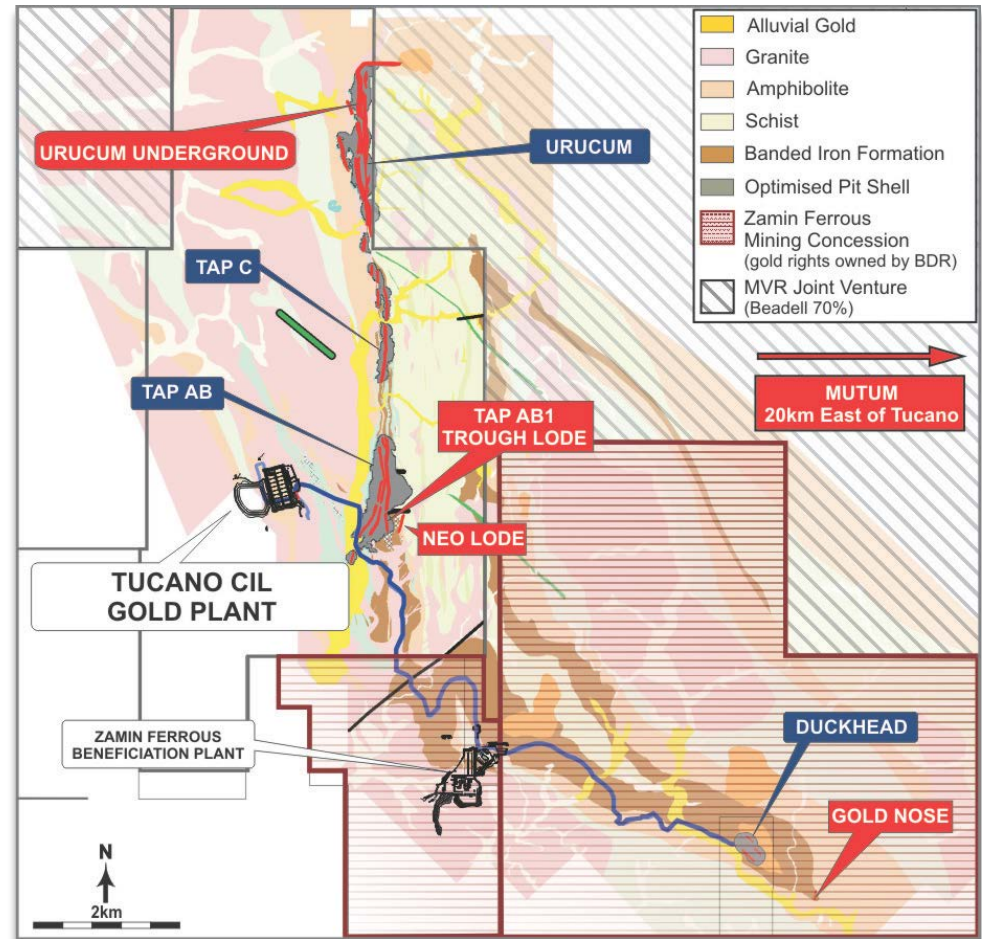 Alluvial Gold
Granite
Amphibolite
Schist
Banded Iron Formation
Optimised Pit Shell
Zamin Ferrous
Mining Concession
(gold rights owned by BDR)
MVR Joint Venture
(Beadell 70%)
URUCUM UNDERGROUND
URUCUM
TAP C
TAP AB
MUTUM
20km East of Tucano
TAP AB1
TROUGH LODE
NEO LODE
TUCANO CIL
GOLD PLANT
ZAMIN FERROUS
BENEFICIATION PLANT
DUCKHEAD
GOLD NOSE
N
2km